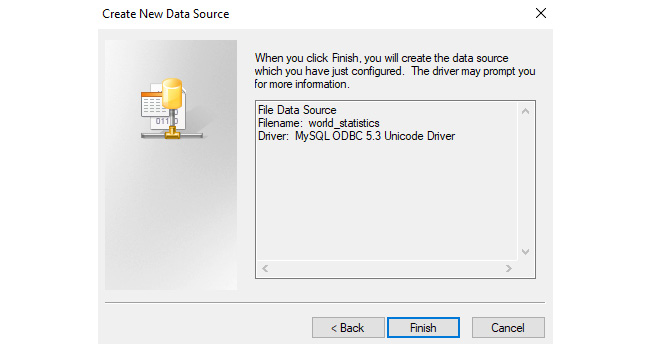 Create New Data Source
When you click Finish, you will create the data source
which you have just configured. The driver may prompt you
for more information.
File Data Source
Filename: world_statistics
Driver: MySQL ODBC 5.3 Unicode Driver
< Back
Finish
Cancel